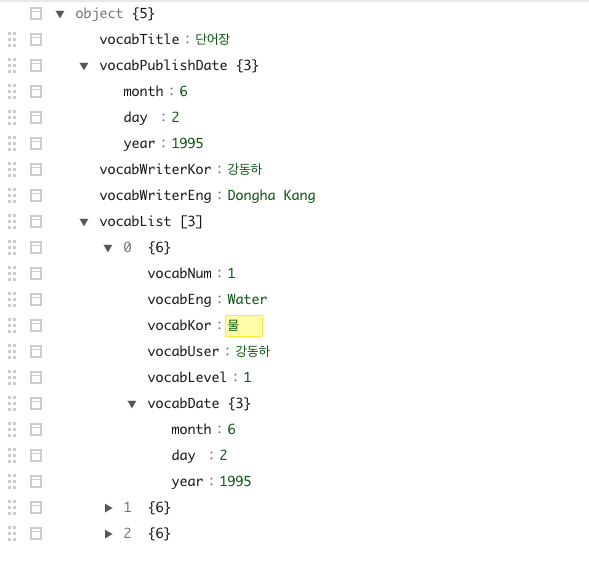 object {5}
vocabTitle : 단어장
vocabPublishDate {3}
month : 6
day : 2
year : 1995
vocabWriterKor : 강동하
vocabWriterEng : Dongha Kang
vocabList [3]
0 {6}
vocabNum : 1
vocabEng : Water
vocabKor : 물
vocabUser : 강동하
vocabLevel : 1
vocabDate {3}
month : 6
day : 2
year : 1995
1 {6}
2 {6}